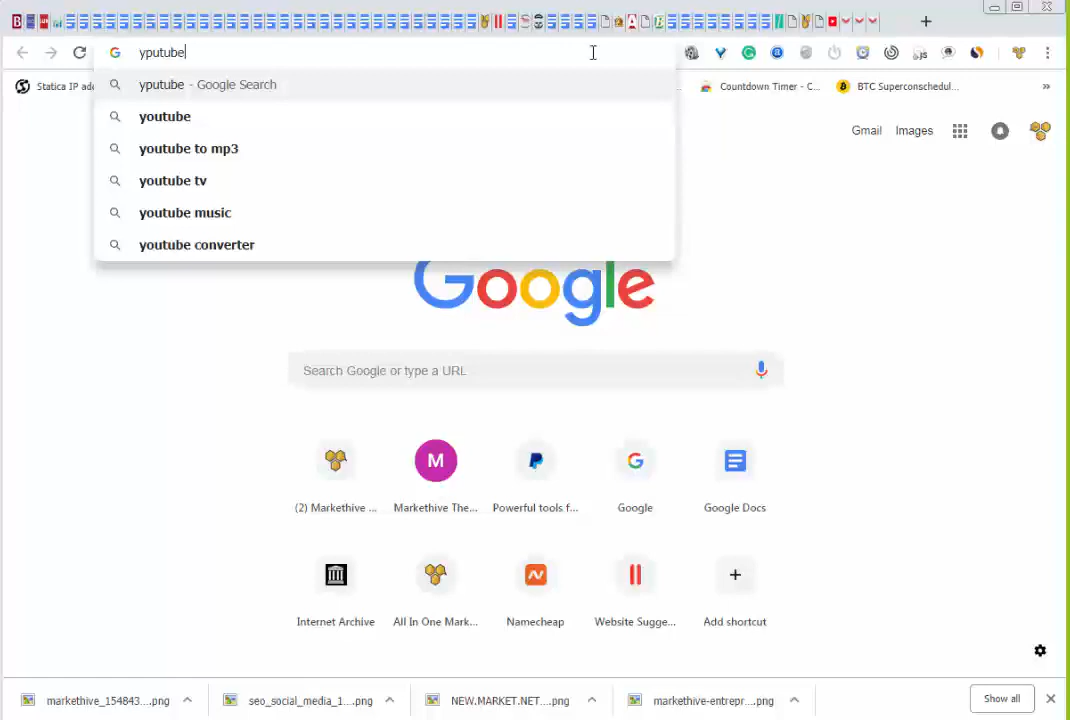 yputube
Statica IP ad
Countdown Timer - C...
BTC Superconschedul...
»
yputube - Google Search
youtube
youtube to mp3
youtube tv
youtube music
youtube converter
Gmail
Images
Google
Search Google or type a URL
M
(2) Markethive ...
Markethive The...
Powerful tools f...
Google
Google Docs
Internet Archive
All In One Mark...
Namecheap
Website Sugge...
Add shortcut
markethive_154843....png
seo_social_media_1....png
NEW.MARKET.NET....png
markethive-entrepr....png
Show all